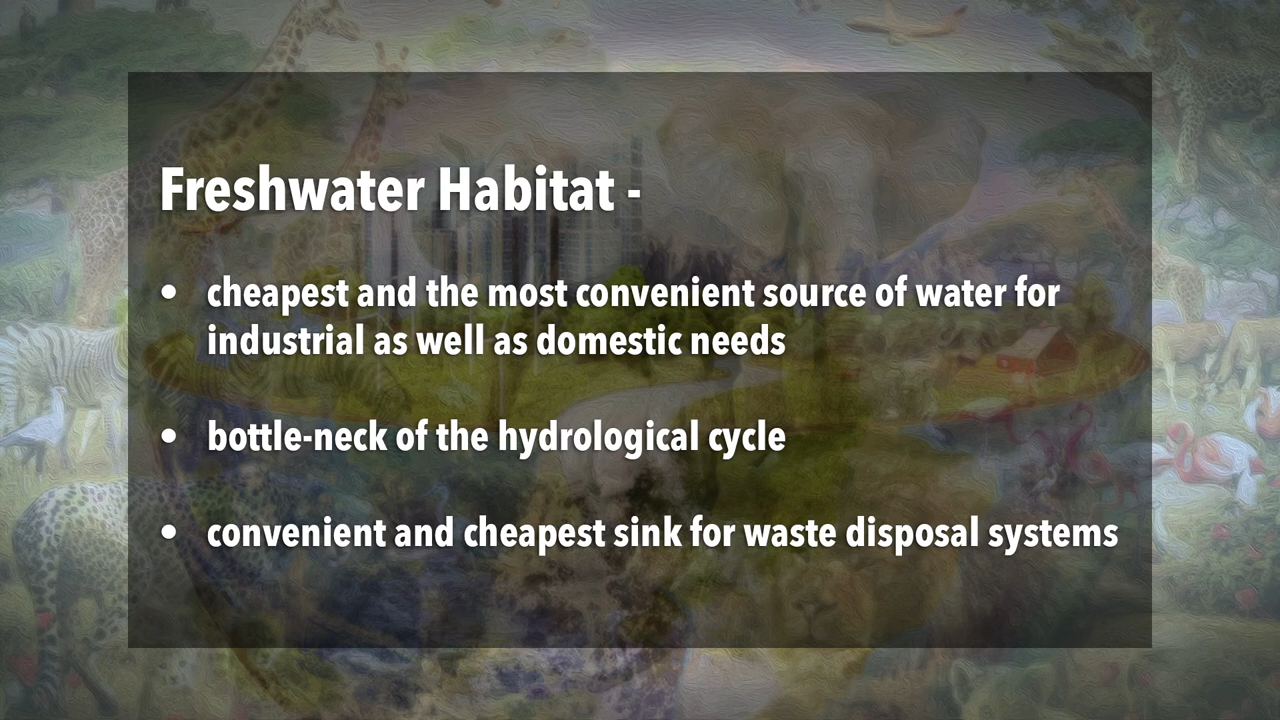 Freshwater Habitat -
• cheapest and the most convenient source of water for
industrial as well as domestic needs
• bottle-neck of the hydrological cycle
• convenient and cheapest sink for waste disposal systems